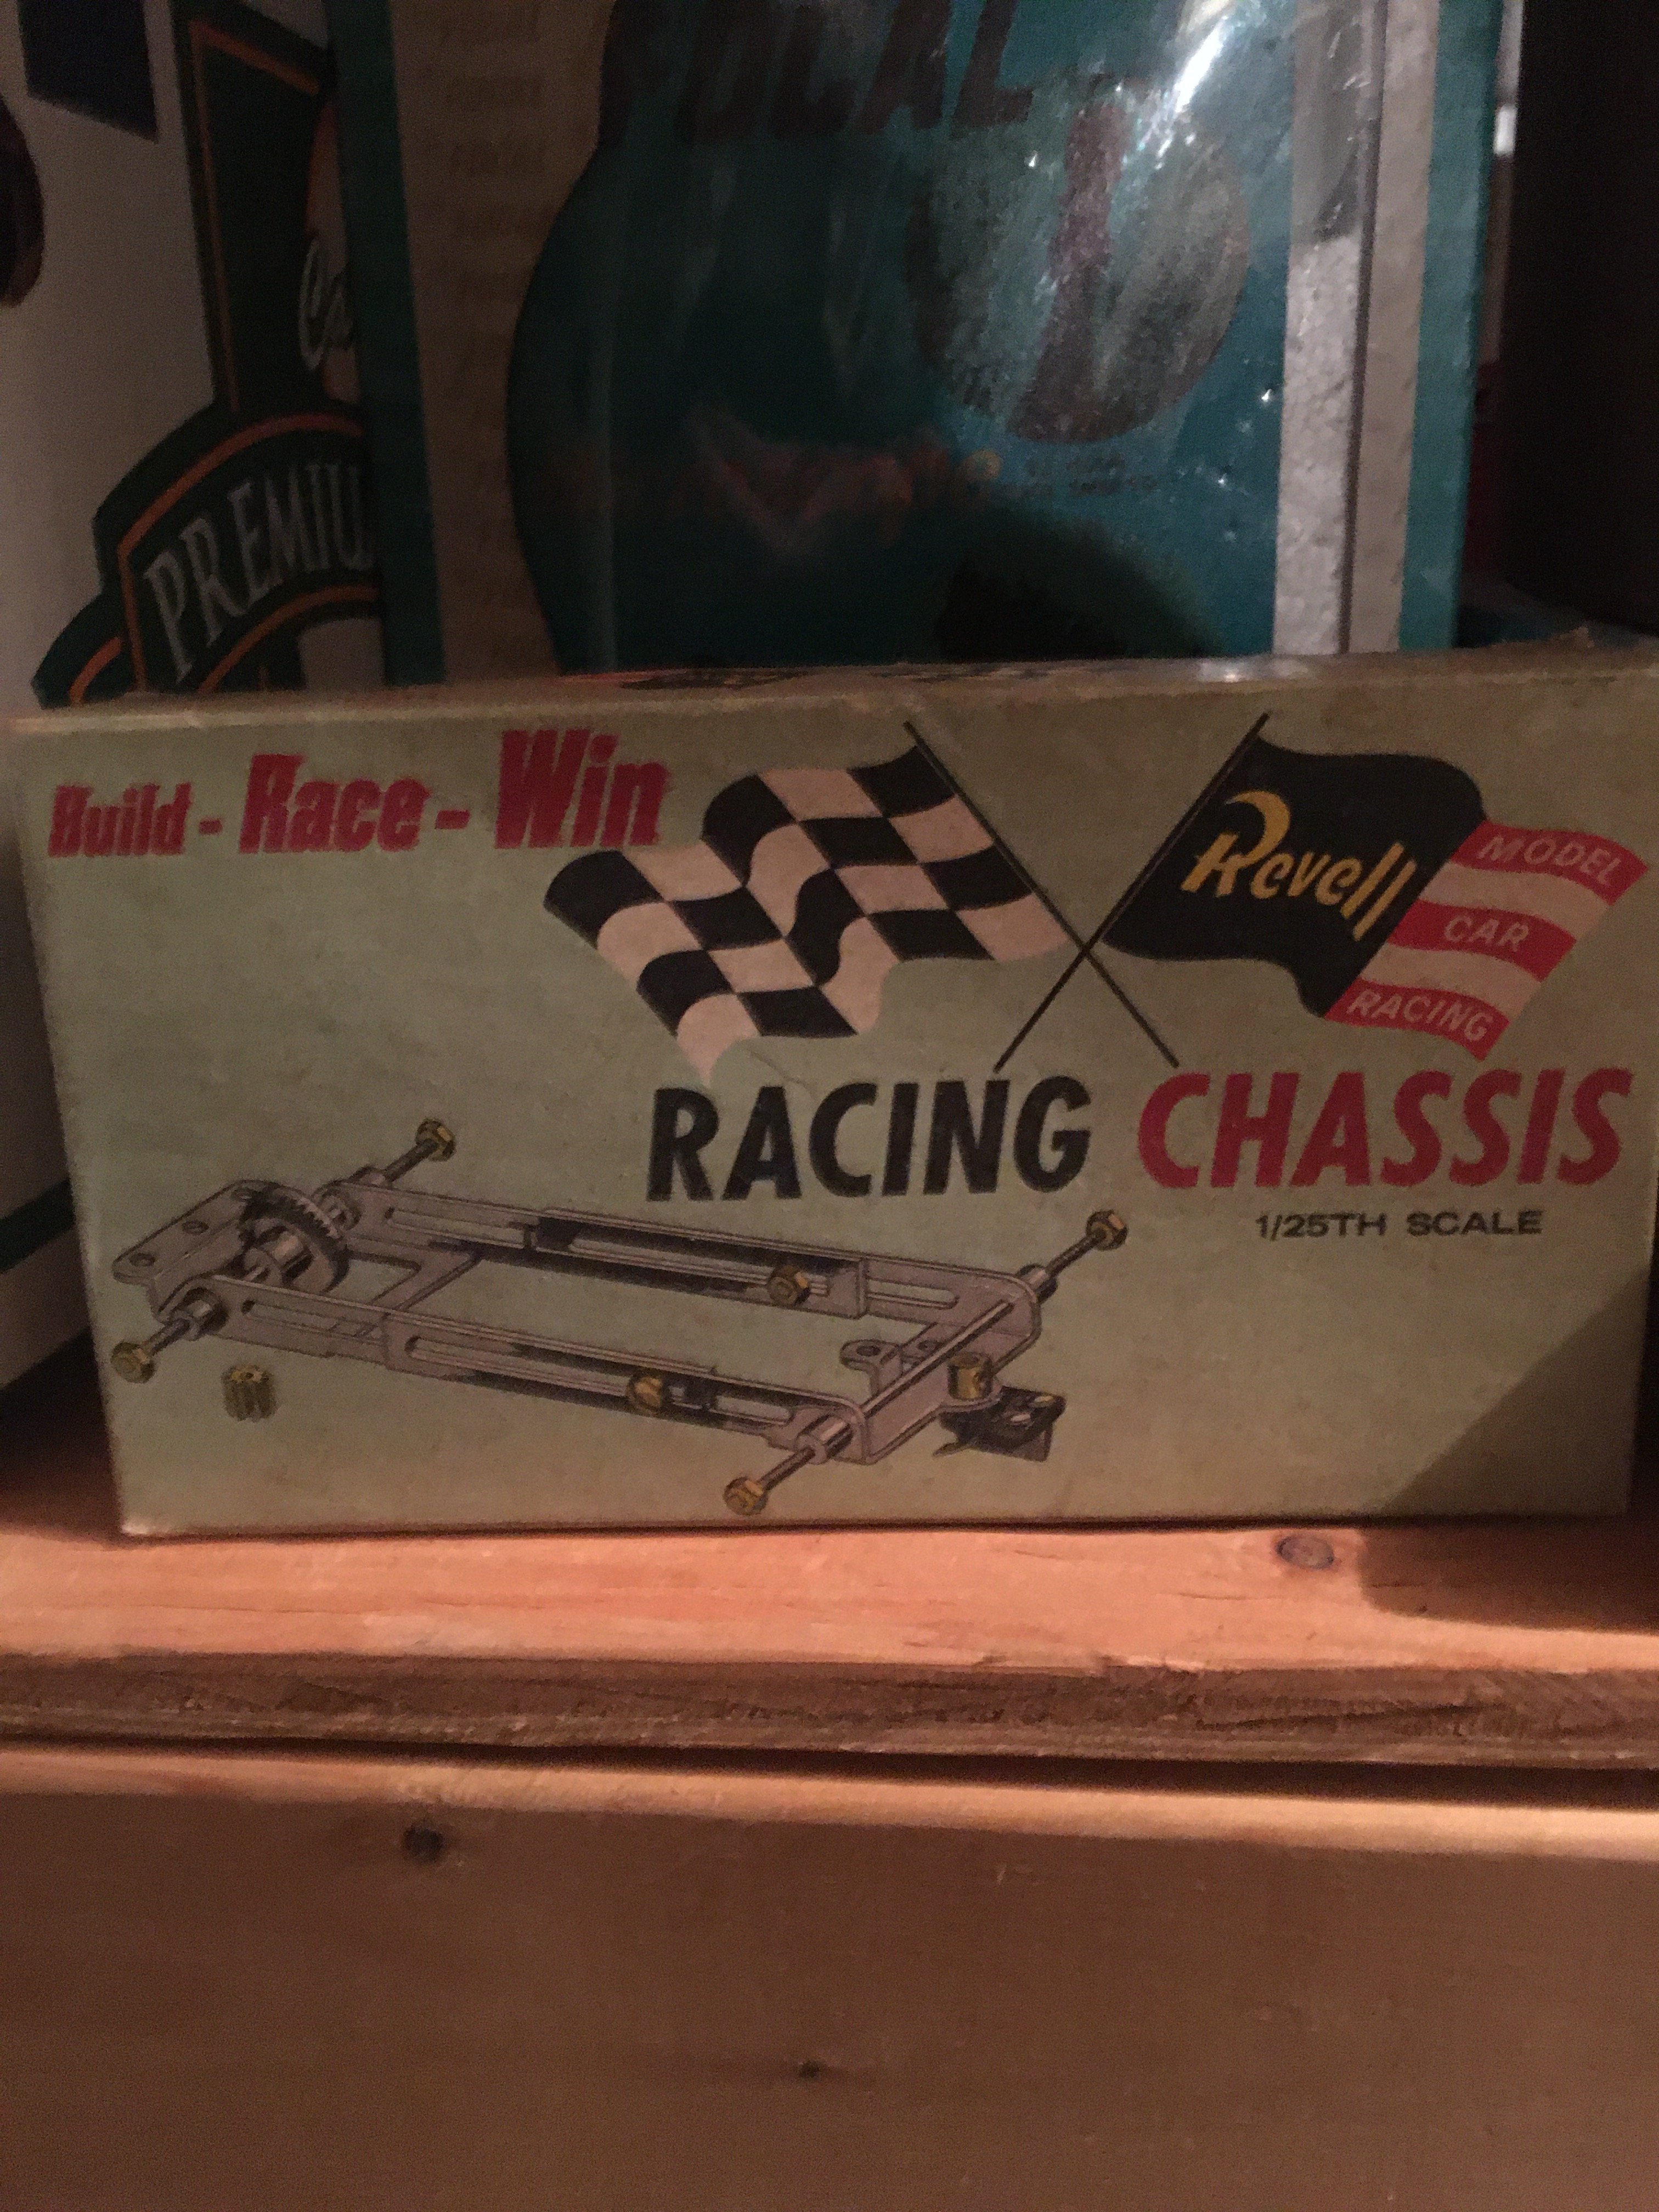 PREMIU
Build - Race - Win
Revell
MODEL
CAR
RACING
RACING CHASSIS
1/25TH SCALE